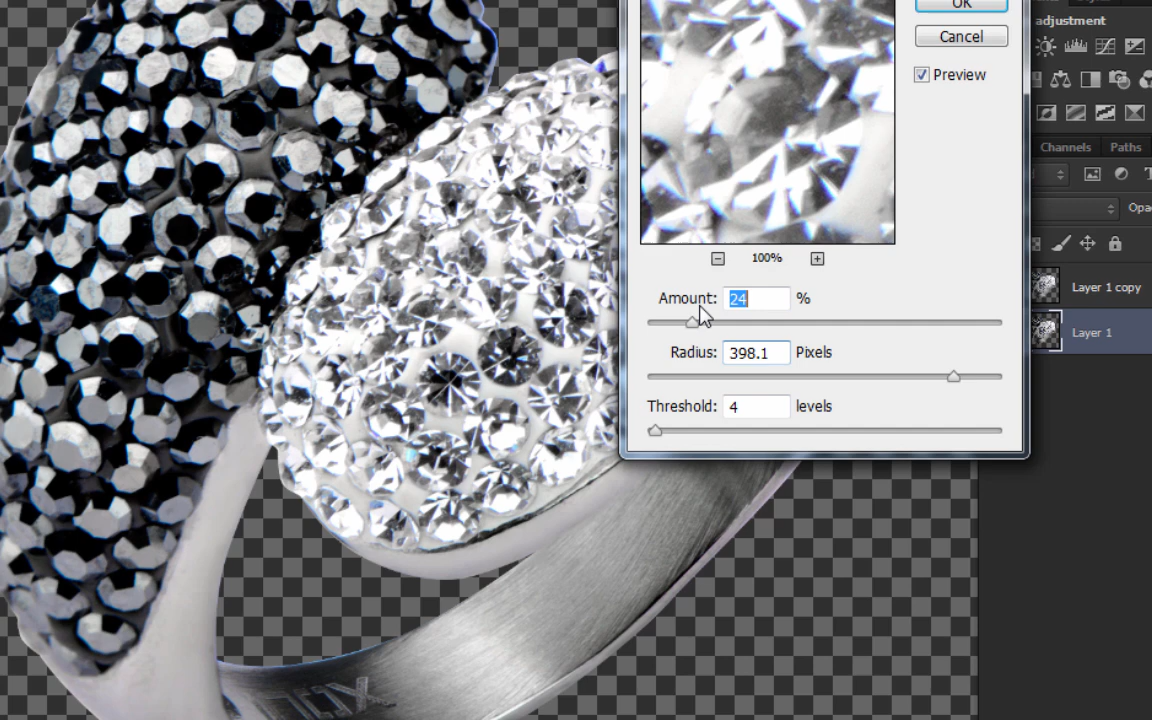 OK
Cancel
Preview
100%
Amount: 24 %
Radius: 398.1 Pixels
Threshold: 4 levels
adjustment
Channels Paths
Opa
Layer 1 copy
Layer 1